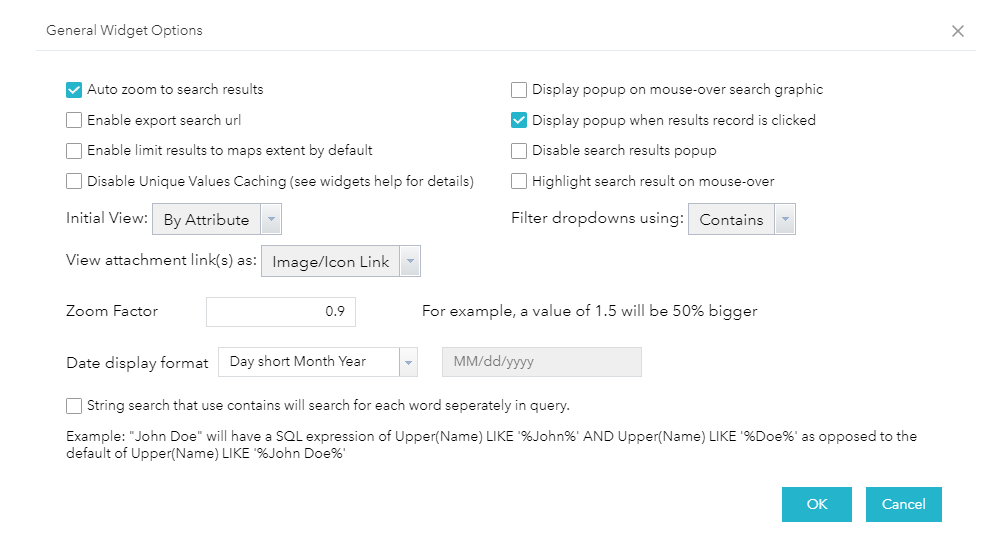 General Widget Options
Auto zoom to search results
Display popup on mouse-over search graphic
Enable export search url
Display popup when results record is clicked
Enable limit results to maps extent by default
Disable search results popup
Disable Unique Values Caching (see widgets help for details)
Highlight search result on mouse-over
Initial View: By Attribute
Filter dropdowns using: Contains
View attachment link(s) as: Image/Icon Link
Zoom Factor 0.9 For example, a value of 1.5 will be 50% bigger
Date display format Day short Month Year MM/dd/yyyy
String search that use contains will search for each word seperately in query.
Example: "John Doe" will have a SQL expression of Upper(Name) LIKE '%John%' AND Upper(Name) LIKE '%Doe%' as opposed to the
default of Upper(Name) LIKE '%John Doe%'
OK Cancel